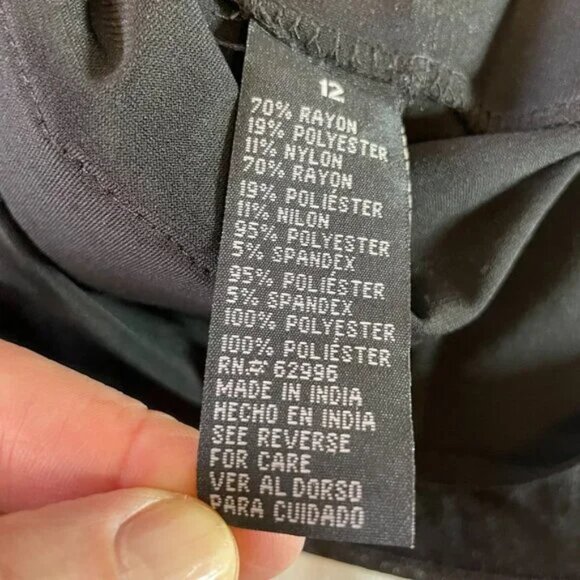 12
70% RAYON
19% POLYESTER
11% NYLON
70% RAYON
19% POLIÉSTER
11% NILON
95% POLYESTER
5% SPANDEX
95% POLIÉSTER
5% SPANDEX
100% POLYESTER
100% POLIÉSTER
RN# 62996
MADE IN INDIA
HECHO EN INDIA
SEE REVERSE
FOR CARE
VER AL DORSO
PARA CUIDADO